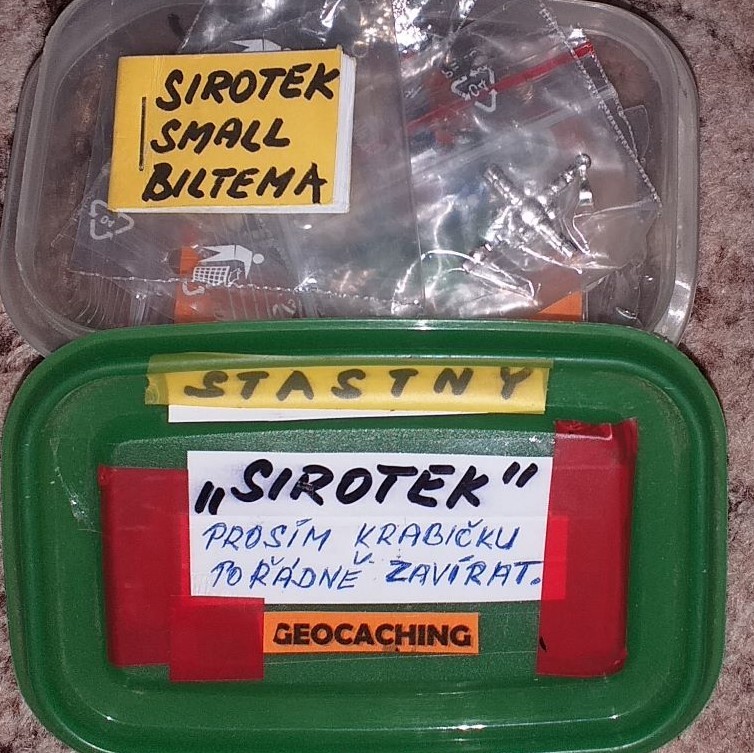 SIROTEK
SMALL
BILTEMA
STASTNY
„SIROTEK“
PROSÍM KRABIČKU
POŘÁDNĚ ZAVÍRAT.
GEOCACHING